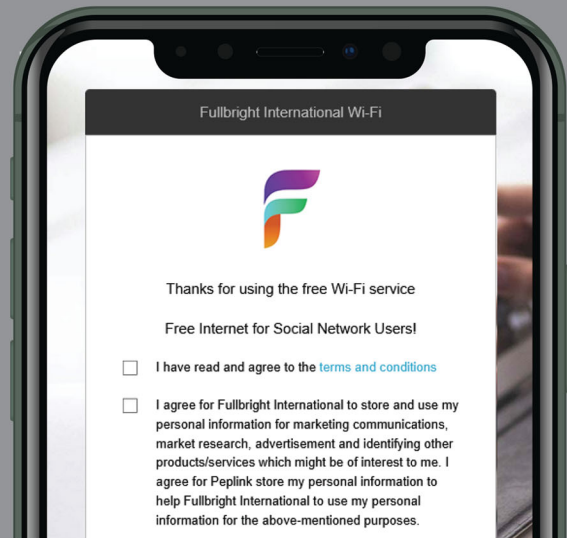 Fullbright International Wi-Fi
Thanks for using the free Wi-Fi service
Free Internet for Social Network Users!
I have read and agree to the terms and conditions
I agree for Fullbright International to store and use my
personal information for marketing communications,
market research, advertisement and identifying other
products/services which might be of interest to me. I
agree for Peplink store my personal information to
help Fullbright International to use my personal
information for the above-mentioned purposes.